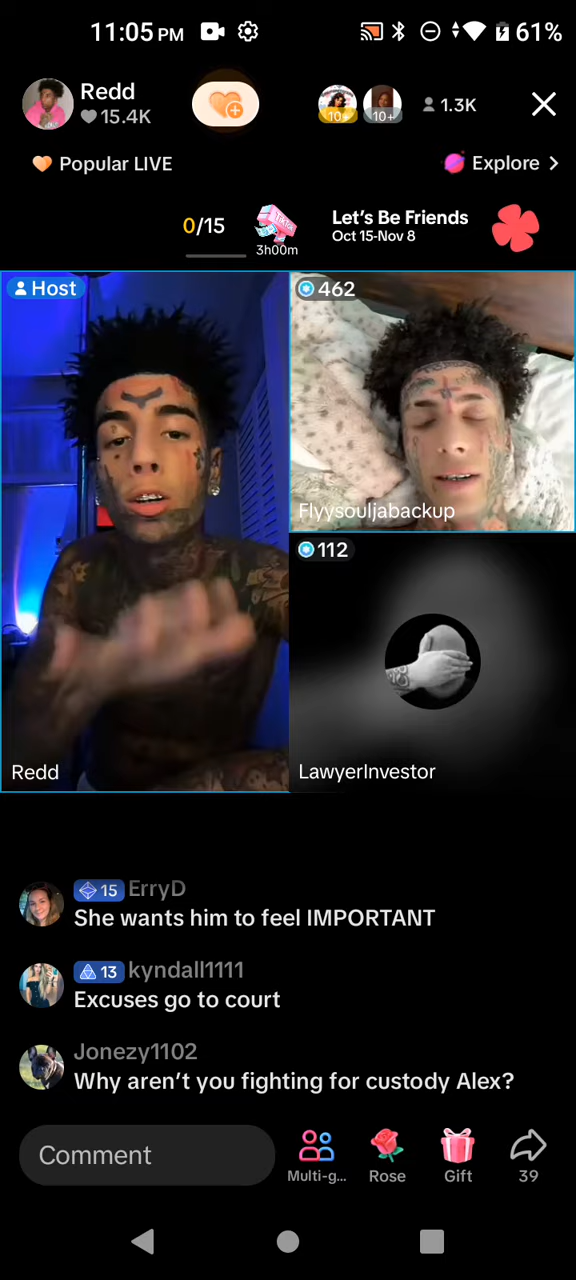 11:05 PM
61%
Redd
15.4K
10+
10+
1.3K
Popular LIVE
Explore
0/15
TikTok
3h00m
Let's Be Friends
Oct 15-Nov 8
Host
462
Flyysouljabackup
112
Redd
LawyerInvestor
15 ErryD
She wants him to feel IMPORTANT
13 kyndall1111
Excuses go to court
Jonezy1102
Why aren't you fighting for custody Alex?
Comment
Multi-g...
Rose
Gift
39